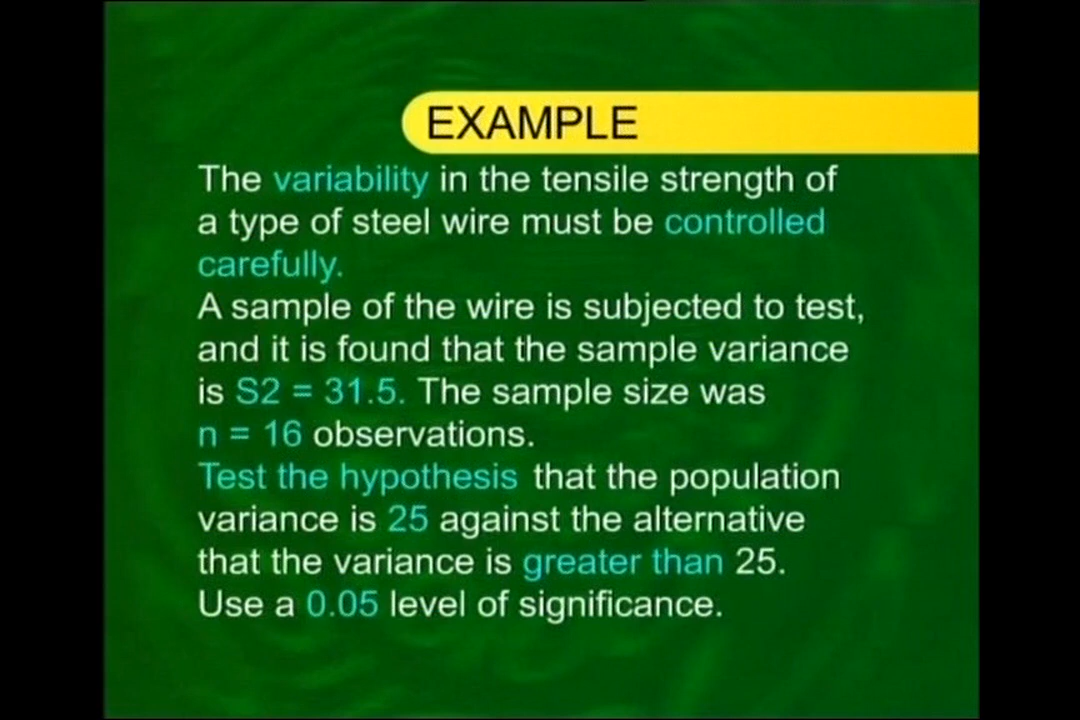 EXAMPLE
The variability in the tensile strength of
a type of steel wire must be controlled
carefully.
A sample of the wire is subjected to test,
and it is found that the sample variance
is S2 = 31.5. The sample size was
n = 16 observations.
Test the hypothesis that the population
variance is 25 against the alternative
that the variance is greater than 25.
Use a 0.05 level of significance.